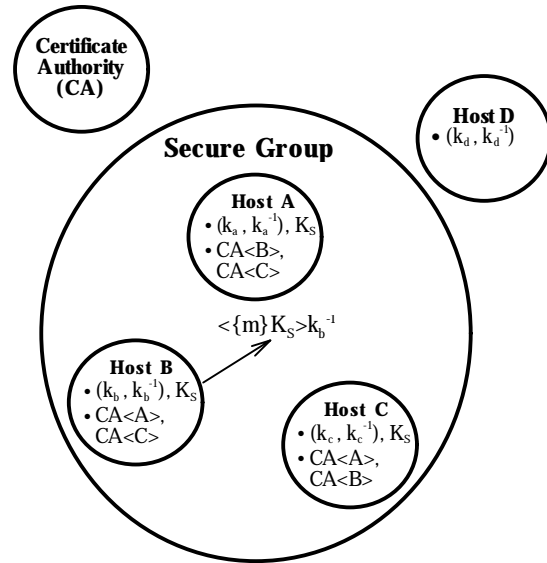 Certificate
Authority
(CA)
Host D
• (k_d , k_d^-1)
Secure Group
Host A
• (k_a , k_a^-1), K_S
• CA<B>,
CA<C>
<{m}K_S>k_b^-1
Host B
• (k_b , k_b^-1), K_S
• CA<A>,
CA<C>
Host C
• (k_c , k_c^-1), K_S
• CA<A>,
CA<B>